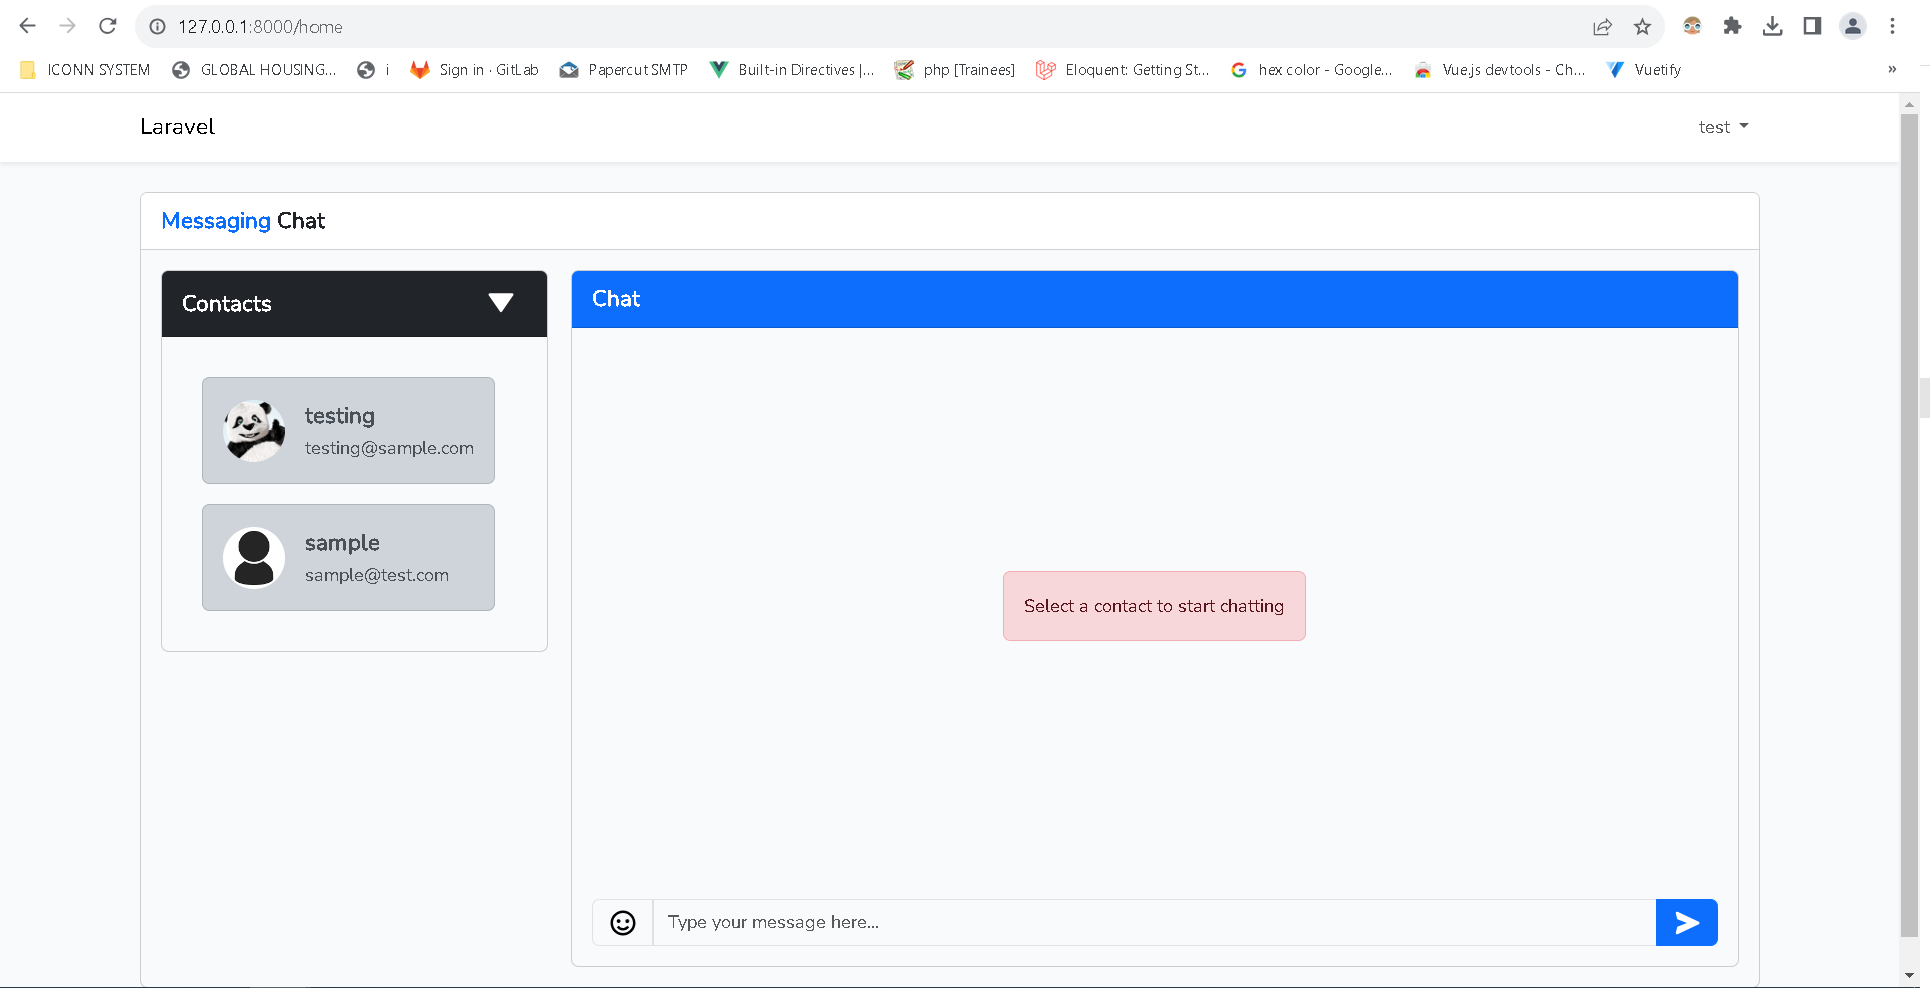 127.0.0.1:8000/home
ICONN SYSTEM GLOBAL HOUSING... i Sign in · GitLab Papercut SMTP Built-in Directives |... php [Trainees] Eloquent: Getting St... hex color - Google... Vue.js devtools - Ch... Vuetify »
Laravel test
Messaging Chat
Contacts
Chat
testing
testing@sample.com
sample
sample@test.com
Select a contact to start chatting
Type your message here...